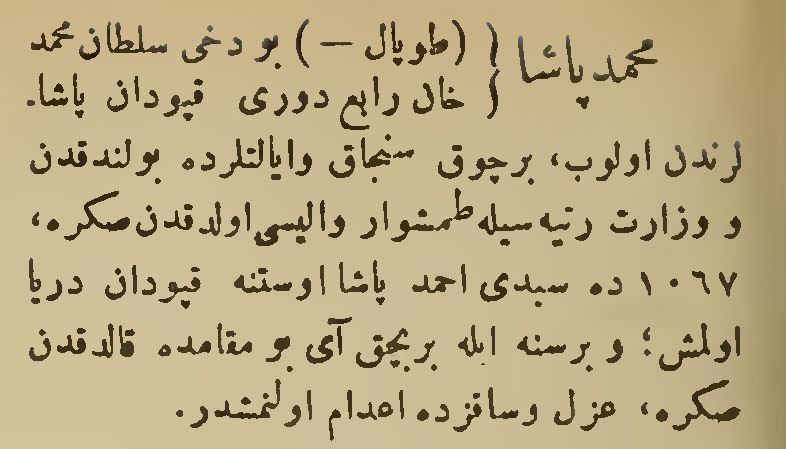 محمد پاشا { (طوپال —) بو دخی سلطان محمد
خان رابع دوری قپودان پاشا-
لرندن اولوب، برچوق سنجاق وایالتلرده بولندقدن
و وزارت رتبه‌سیله طمشوار والیسی اولدقدن صکره،
۱۰٦۷ ده سیدی احمد پاشا اوستنه قپودان دریا
اولمش؛ و برسنه ایله بربچق آی بو مقامده قالدقدن
صکره، عزل وساقزده اعدام اولنمشدر.